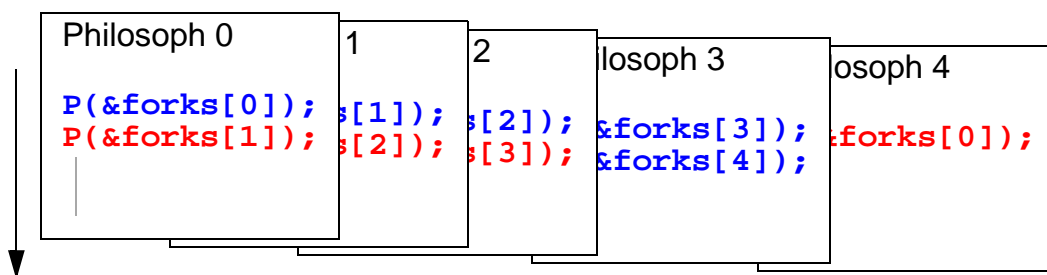 Philosoph 0
P(&forks[0]);
P(&forks[1]);
1
s[1]);
s[2]);
2
s[2]);
s[3]);
ilosoph 3
&forks[3]);
&forks[4]);
losoph 4
forks[0]);